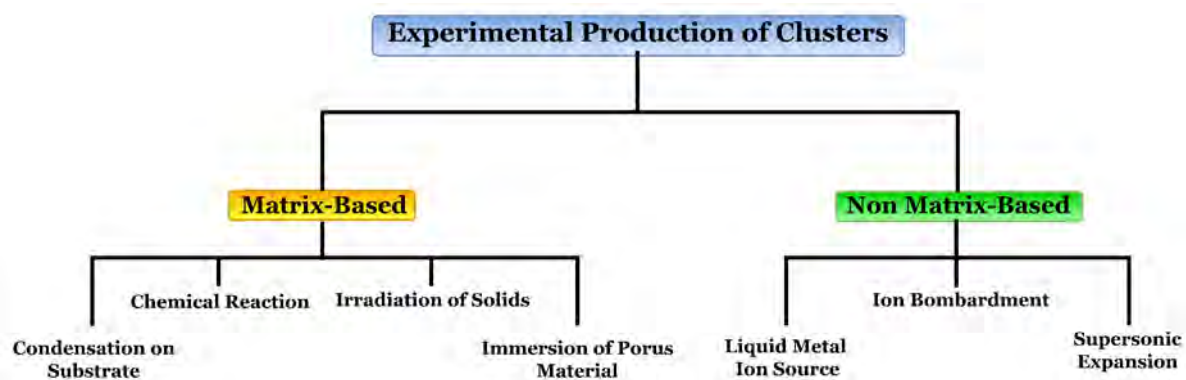 Experimental Production of Clusters
Matrix-Based
Non Matrix-Based
Chemical Reaction
Irradiation of Solids
Ion Bombardment
Condensation on
Substrate
Immersion of Porus
Material
Liquid Metal
Ion Source
Supersonic
Expansion